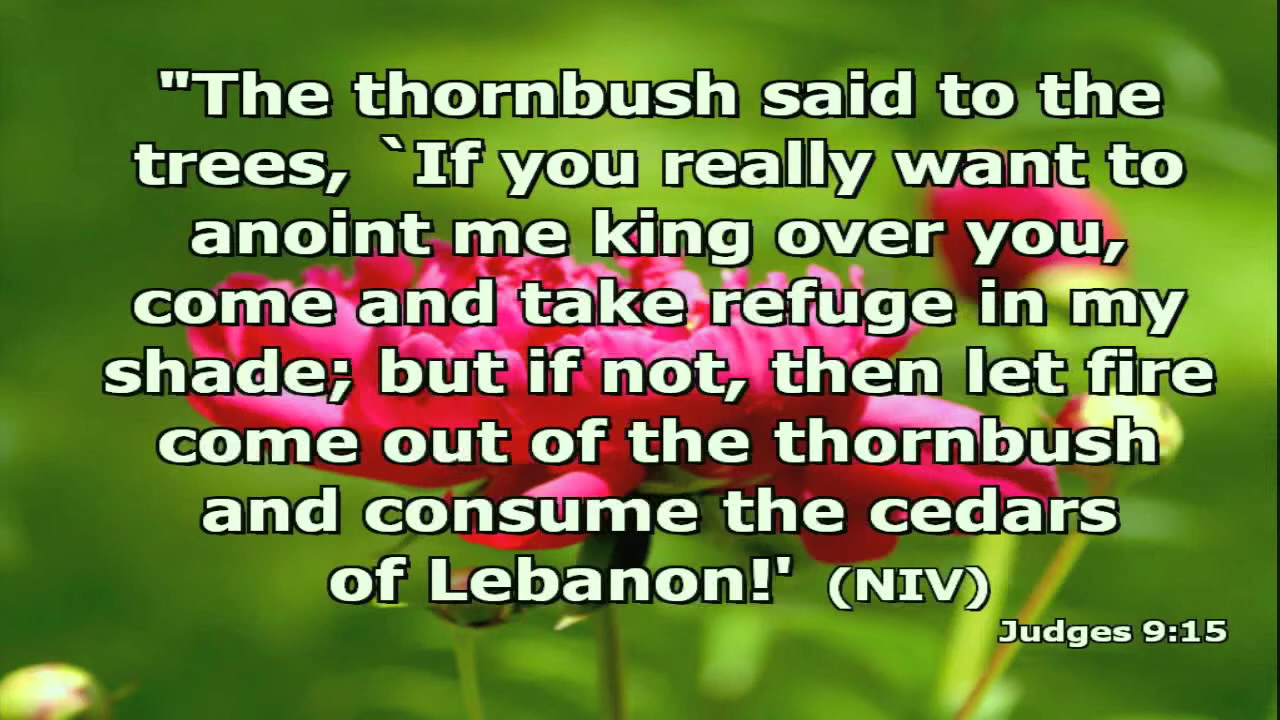 "The thornbush said to the
trees, `If you really want to
anoint me king over you,
come and take refuge in my
shade; but if not, then let fire
come out of the thornbush
and consume the cedars
of Lebanon!' (NIV)
Judges 9:15